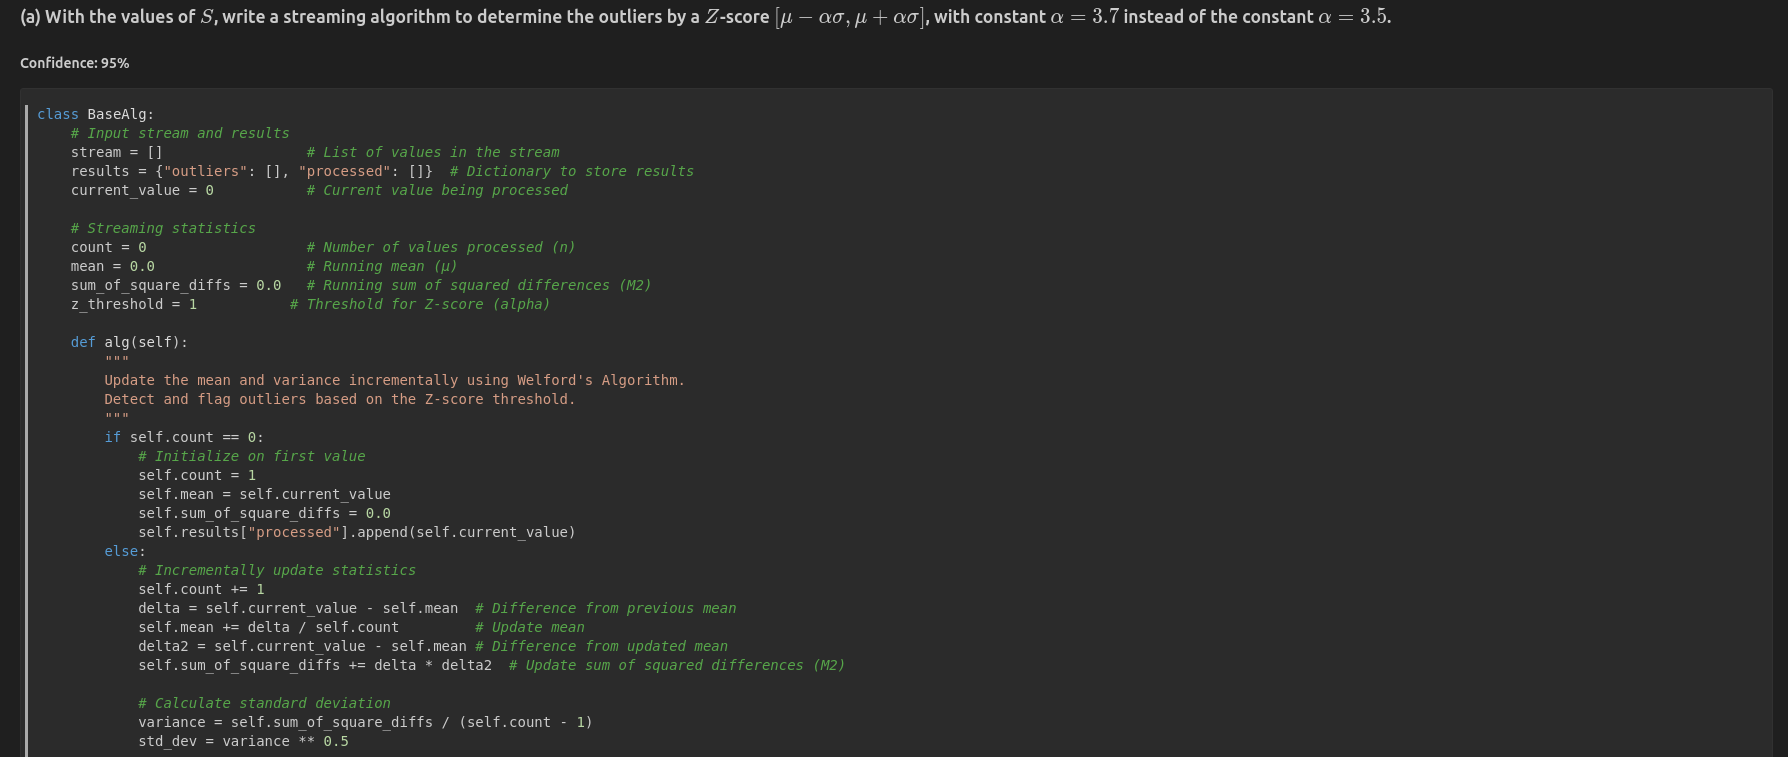 (a) With the values of S, write a streaming algorithm to determine the outliers by a Z-score [μ − ασ, μ + ασ], with constant α = 3.7 instead of the constant α = 3.5.
Confidence: 95%
class BaseAlg:
    # Input stream and results
    stream = []                 # List of values in the stream
    results = {"outliers": [], "processed": []}  # Dictionary to store results
    current_value = 0           # Current value being processed

    # Streaming statistics
    count = 0                   # Number of values processed (n)
    mean = 0.0                  # Running mean (μ)
    sum_of_square_diffs = 0.0   # Running sum of squared differences (M2)
    z_threshold = 1           # Threshold for Z-score (alpha)

    def alg(self):
        """
        Update the mean and variance incrementally using Welford's Algorithm.
        Detect and flag outliers based on the Z-score threshold.
        """
        if self.count == 0:
            # Initialize on first value
            self.count = 1
            self.mean = self.current_value
            self.sum_of_square_diffs = 0.0
            self.results["processed"].append(self.current_value)
        else:
            # Incrementally update statistics
            self.count += 1
            delta = self.current_value - self.mean  # Difference from previous mean
            self.mean += delta / self.count         # Update mean
            delta2 = self.current_value - self.mean # Difference from updated mean
            self.sum_of_square_diffs += delta * delta2  # Update sum of squared differences (M2)

            # Calculate standard deviation
            variance = self.sum_of_square_diffs / (self.count - 1)
            std_dev = variance ** 0.5